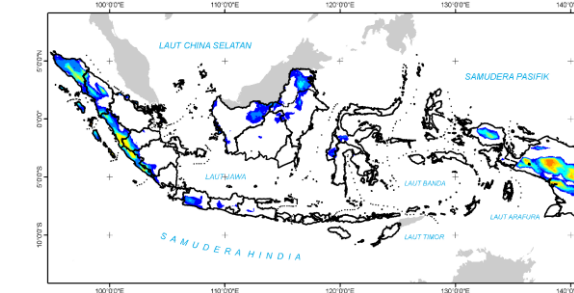 100°0'0"E 110°0'0"E 120°0'0"E 130°0'0"E 140°0
LAUT CHINA SELATAN
5°0'0"N
SAMUDERA PASIFIK
0°0'0"
LAUT JAWA
5°0'0"S
LAUT BANDA
LAUT ARAFURA
10°0'0"S
SAMUDERA HINDIA
LAUT TIMOR
100°0'0"E 110°0'0"E 120°0'0"E 130°0'0"E 140°0